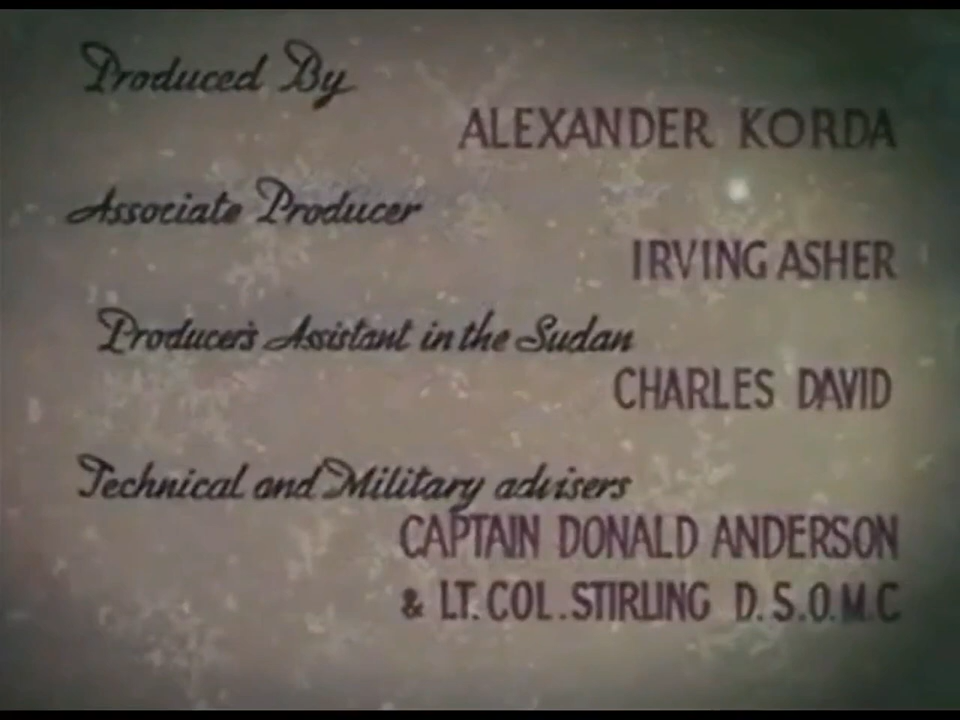 Produced By
ALEXANDER KORDA
Associate Producer
IRVING ASHER
Producer's Assistant in the Sudan
CHARLES DAVID
Technical and Military advisers
CAPTAIN DONALD ANDERSON
& LT. COL. STIRLING D.S.O.M.C